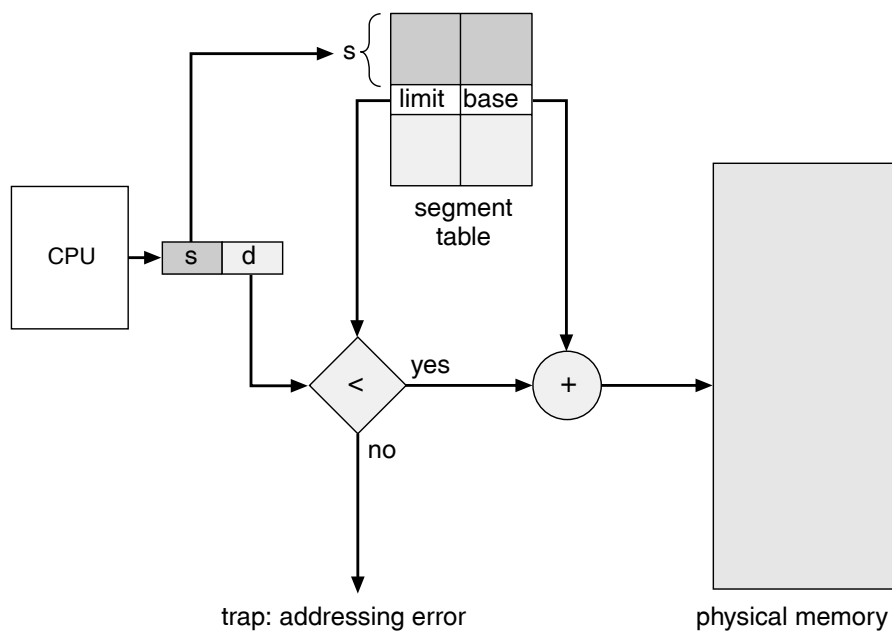 s
limit base
segment
table
CPU
s d
<
yes
+
no
trap: addressing error
physical memory